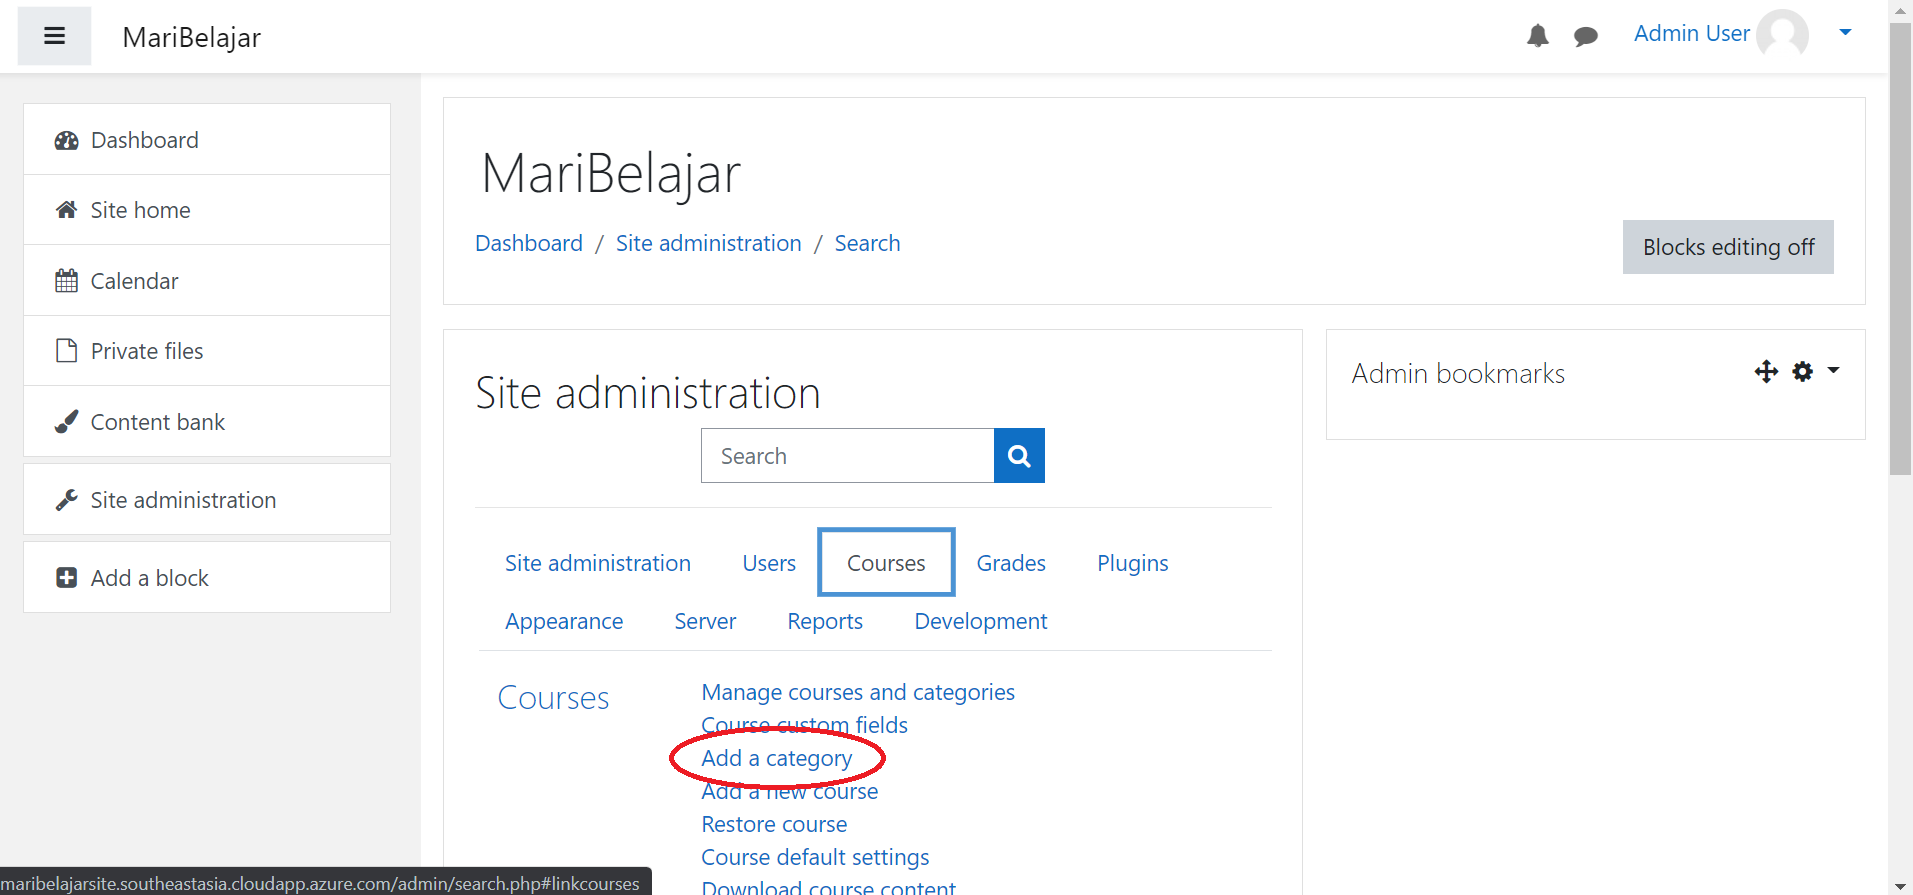 MariBelajar
Admin User
Dashboard
Site home
Calendar
Private files
Content bank
Site administration
Add a block
MariBelajar
Dashboard / Site administration / Search
Blocks editing off
Site administration
Search
Site administration Users Courses Grades Plugins
Appearance Server Reports Development
Courses
Manage courses and categories
Course custom fields
Add a category
Add a new course
Restore course
Course default settings
Download course content
Admin bookmarks
maribelajarsite.southeastasia.cloudapp.azure.com/admin/search.php#linkcourses